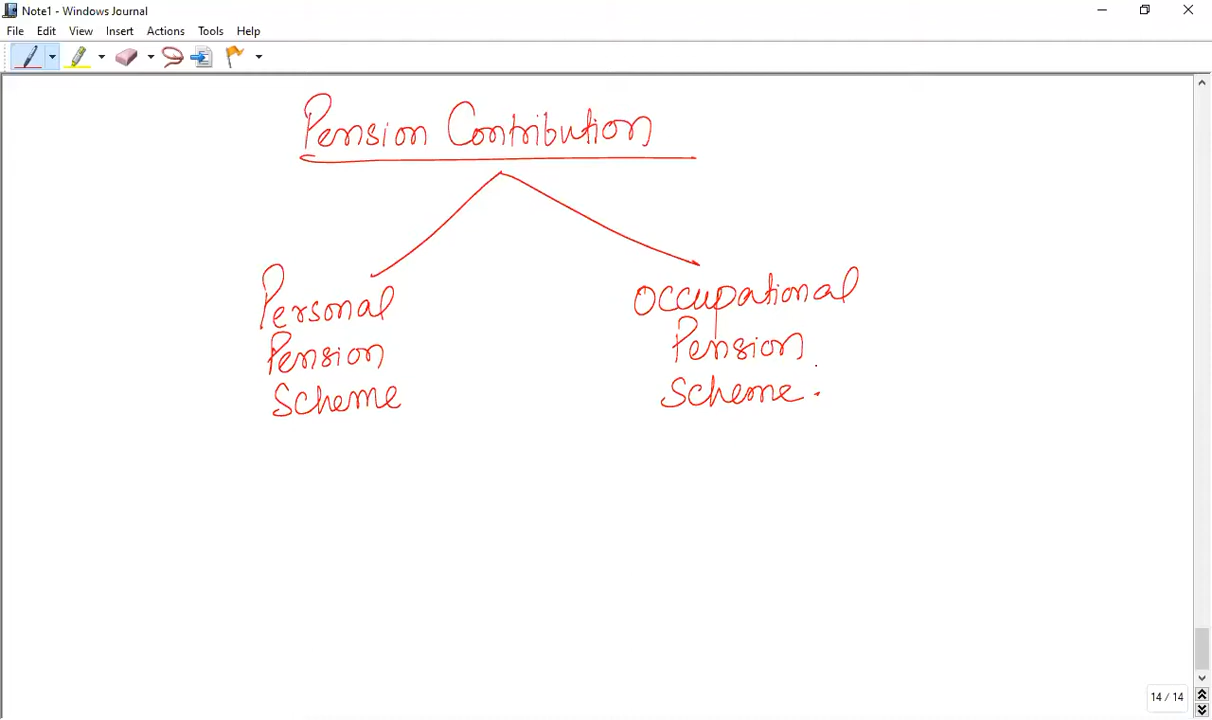 Note1 - Windows Journal
File Edit View Insert Actions Tools Help
Pension Contribution
Personal
Pension
Scheme
Occupational
Pension
Scheme.
14 / 14